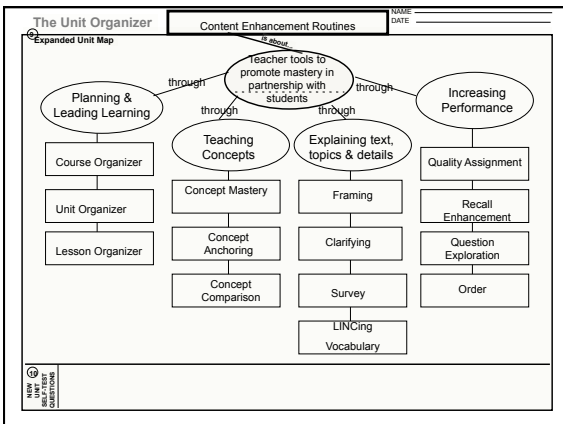 The Unit Organizer
Content Enhancement Routines
NAME
DATE
9
Expanded Unit Map
is about...
Teacher tools to
promote mastery in
partnership with
students
through
through
through
through
Planning &
Leading Learning
Course Organizer
Unit Organizer
Lesson Organizer
Teaching
Concepts
Concept Mastery
Concept
Anchoring
Concept
Comparison
Explaining text,
topics & details
Framing
Clarifying
Survey
LINCing
Vocabulary
Increasing
Performance
Quality Assignment
Recall
Enhancement
Question
Exploration
Order
10
NEW
UNIT
SELF-TEST
QUESTIONS